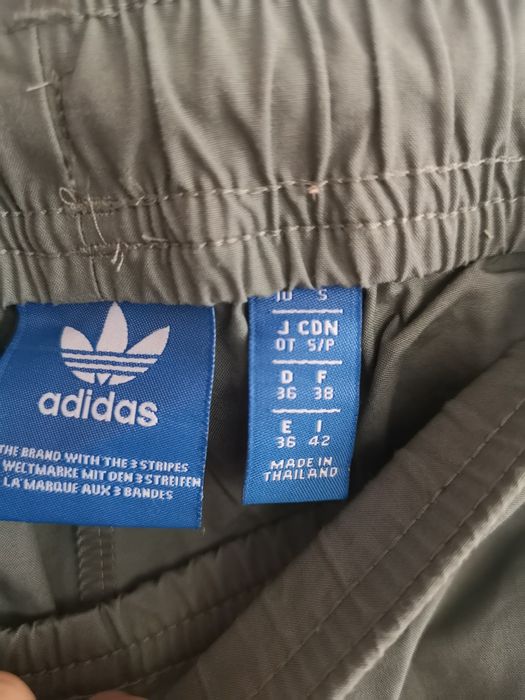 adidas
THE BRAND WITH THE 3 STRIPES
WELTMARKE MIT DEN 3 STREIFEN
LA MARQUE AUX 3 BANDES
10 S
J CDN
OT S/P
D F
36 38
E I
36 42
MADE IN
THAILAND